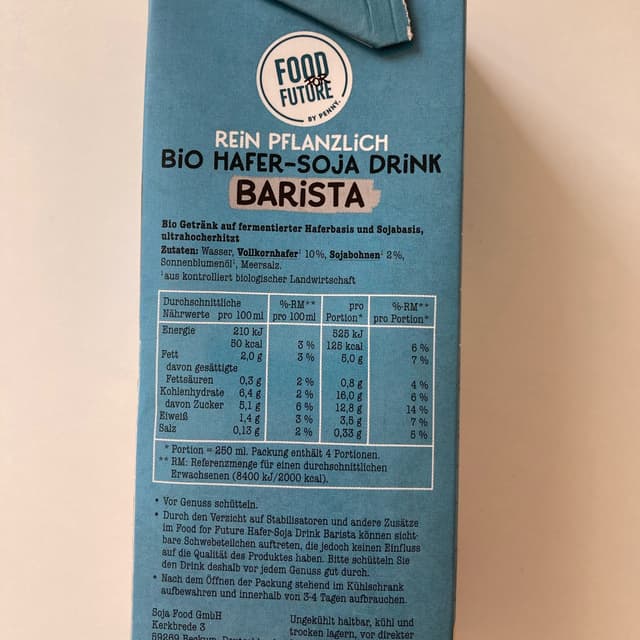 FOOD
FOR
FUTURE
BY PENNY.
REiN PFLANZLiCH
BiO HAFER-SOJA DRiNK
BARiSTA
Bio Getränk auf fermentierter Haferbasis und Sojabasis,
ultrahocherhitzt
Zutaten: Wasser, Vollkornhafer¹ 10%, Sojabohnen¹ 2%,
Sonnenblumenöl¹, Meersalz.
¹aus kontrolliert biologischer Landwirtschaft
Durchschnittliche %-RM** pro %-RM**
Nährwerte pro 100ml pro 100ml Portion* pro Portion*
Energie 210 kJ 525 kJ
50 kcal 3 % 125 kcal 6 %
Fett 2,0 g 3 % 5,0 g 7 %
davon gesättigte
Fettsäuren 0,3 g 2 % 0,8 g 4 %
Kohlenhydrate 6,4 g 2 % 16,0 g 6 %
davon Zucker 5,1 g 6 % 12,8 g 14 %
Eiweiß 1,4 g 3 % 3,5 g 7 %
Salz 0,13 g 2 % 0,33 g 5 %
* Portion = 250 ml. Packung enthält 4 Portionen.
** RM: Referenzmenge für einen durchschnittlichen
Erwachsenen (8400 kJ/2000 kcal).
• Vor Genuss schütteln.
• Durch den Verzicht auf Stabilisatoren und andere Zusätze
im Food for Future Hafer-Soja Drink Barista können sicht-
bare Schwebeteilchen auftreten, die jedoch keinen Einfluss
auf die Qualität des Produktes haben. Bitte schütteln Sie
den Drink deshalb vor jedem Genuss gut durch.
• Nach dem Öffnen der Packung stehend im Kühlschrank
aufbewahren und innerhalb von 3-4 Tagen aufbrauchen.
Soja Food GmbH Ungekühlt haltbar, kühl und
Kerkbrede 3 trocken lagern, vor direkter
59269 Beckum, Deutschland